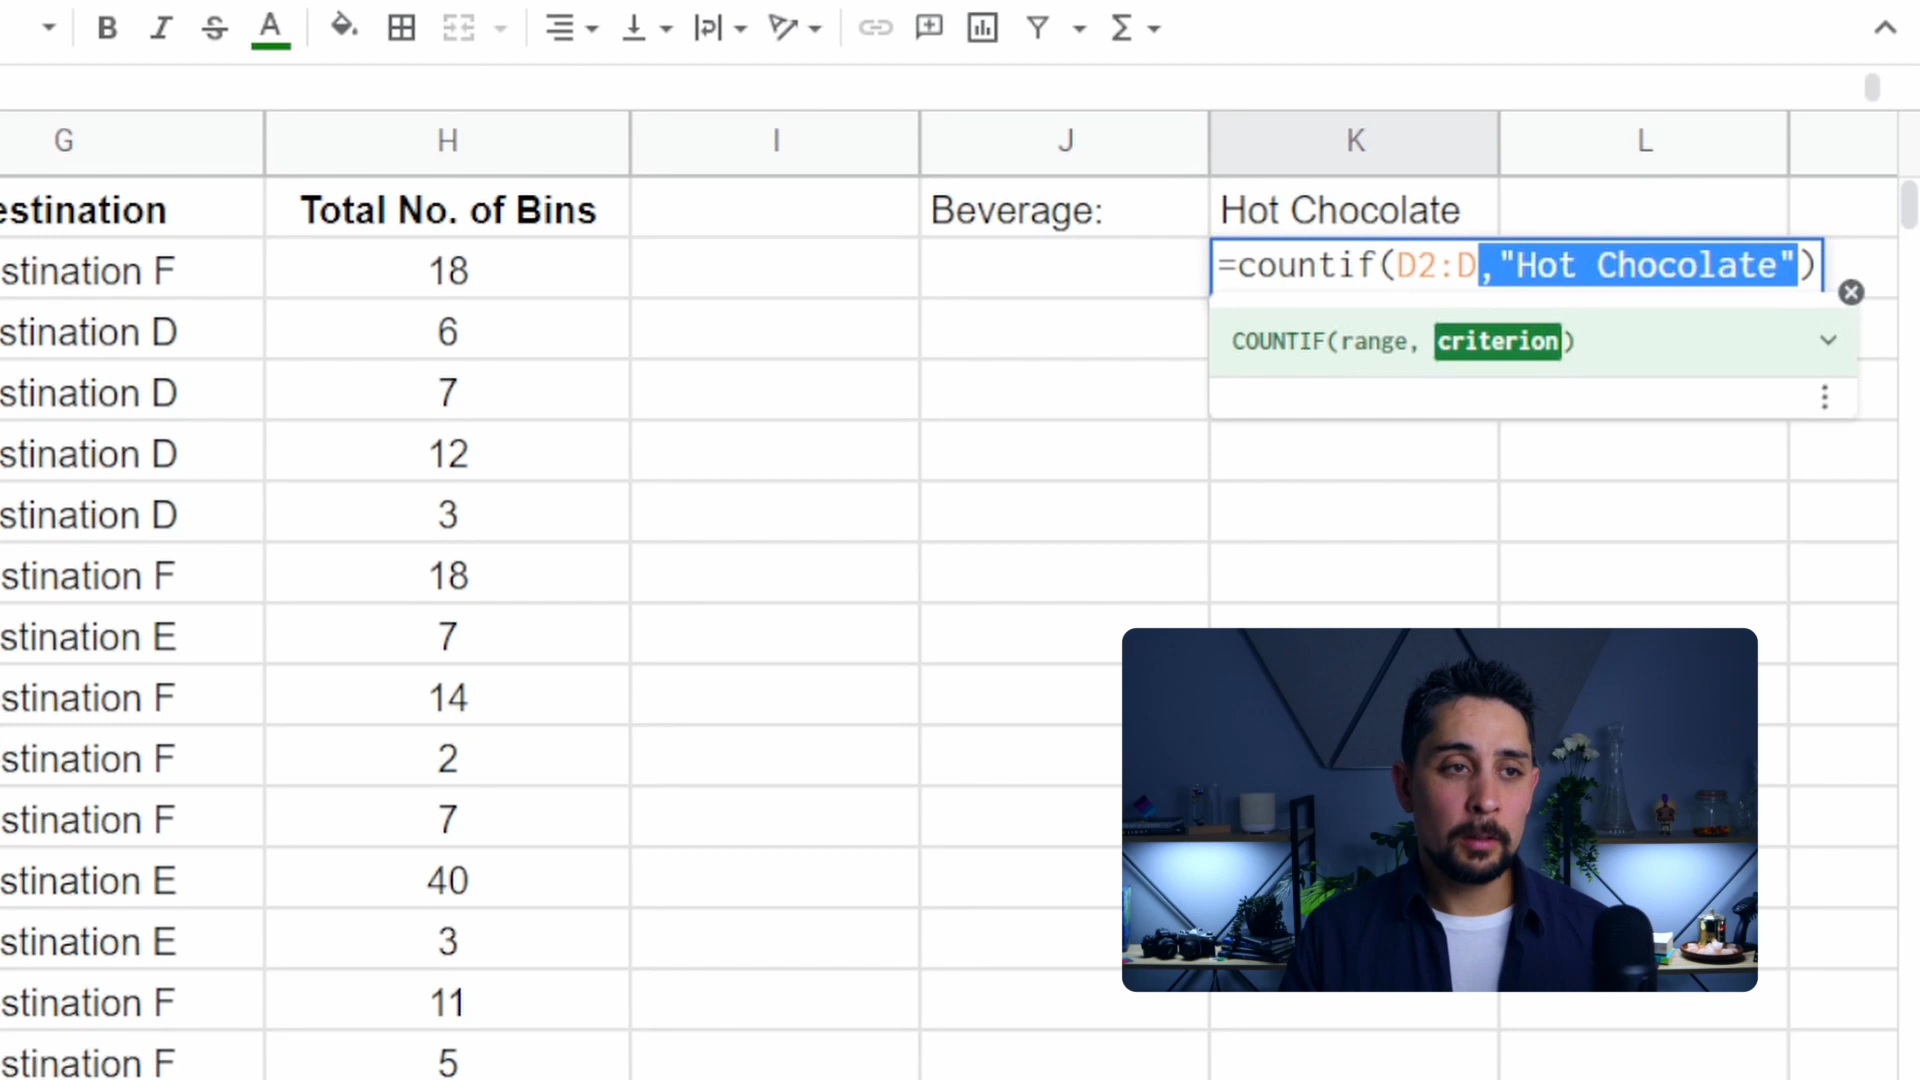 G H I J K L
estination Total No. of Bins Beverage: Hot Chocolate
stination F 18 =countif(D2:D,"Hot Chocolate")
COUNTIF(range, criterion)
stination D 6
stination D 7
stination D 12
stination D 3
stination F 18
stination E 7
stination F 14
stination F 2
stination F 7
stination E 40
stination E 3
stination F 11
stination F 5